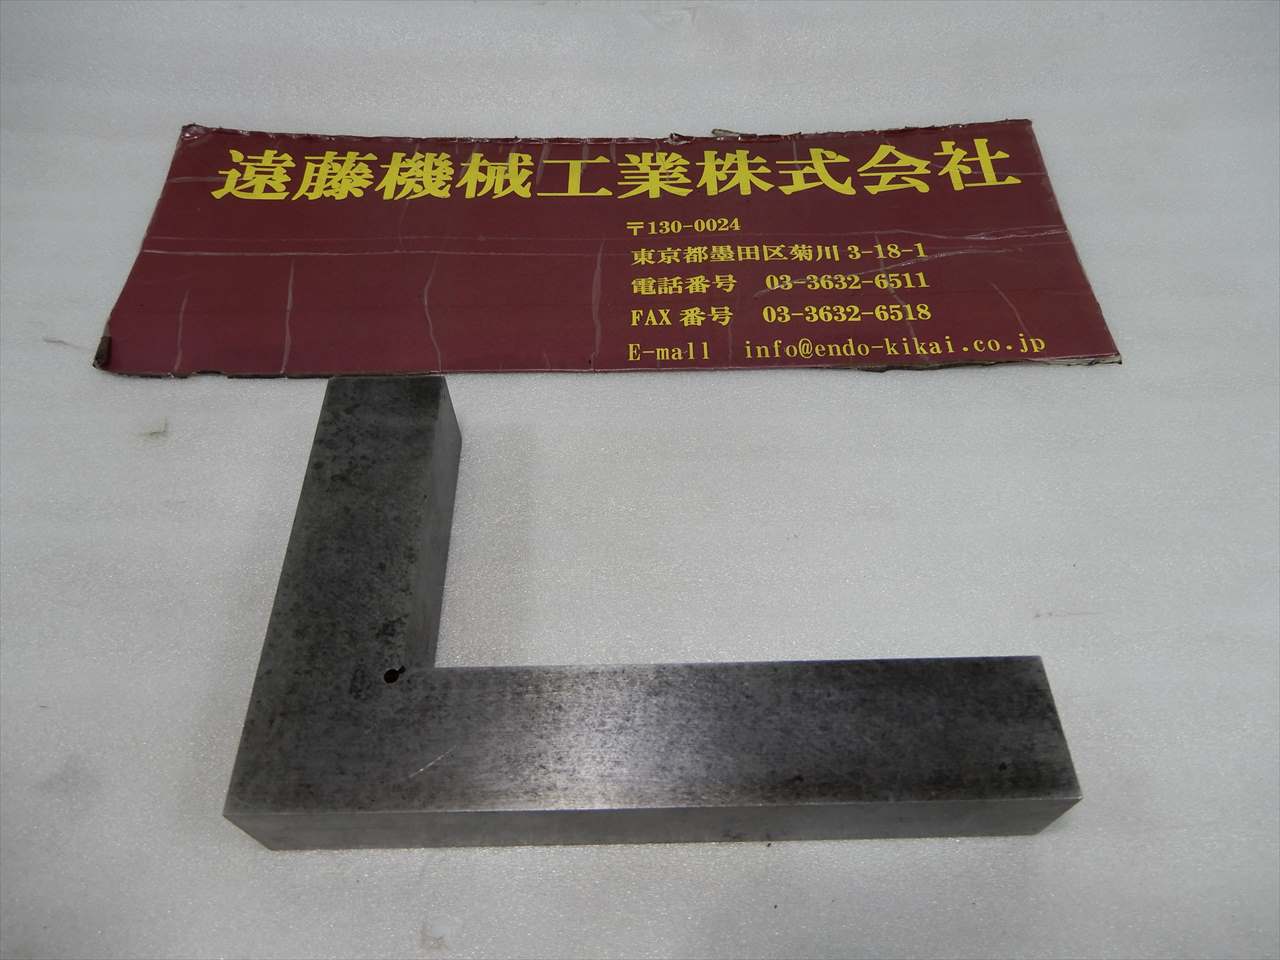 遠藤機械工業株式会社
〒130-0024
東京都墨田区菊川 3-18-1
電話番号 03-3632-6511
FAX 番号 03-3632-6518
E-mall info@endo-kikai.co.jp